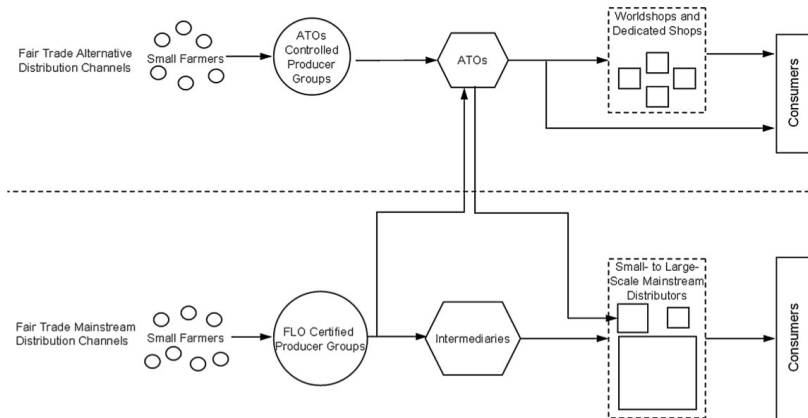 Fair Trade Alternative
Distribution Channels
Small Farmers
ATOs
Controlled
Producer
Groups
ATOs
Worldshops and
Dedicated Shops
Consumers
Fair Trade Mainstream
Distribution Channels
Small Farmers
FLO Certified
Producer Groups
Intermediaries
Small- to Large-
Scale Mainstream
Distributors
Consumers